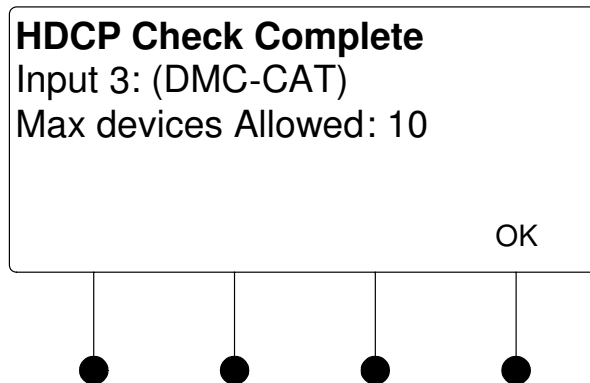 HDCP Check Complete
Input 3: (DMC-CAT)
Max devices Allowed: 10
OK